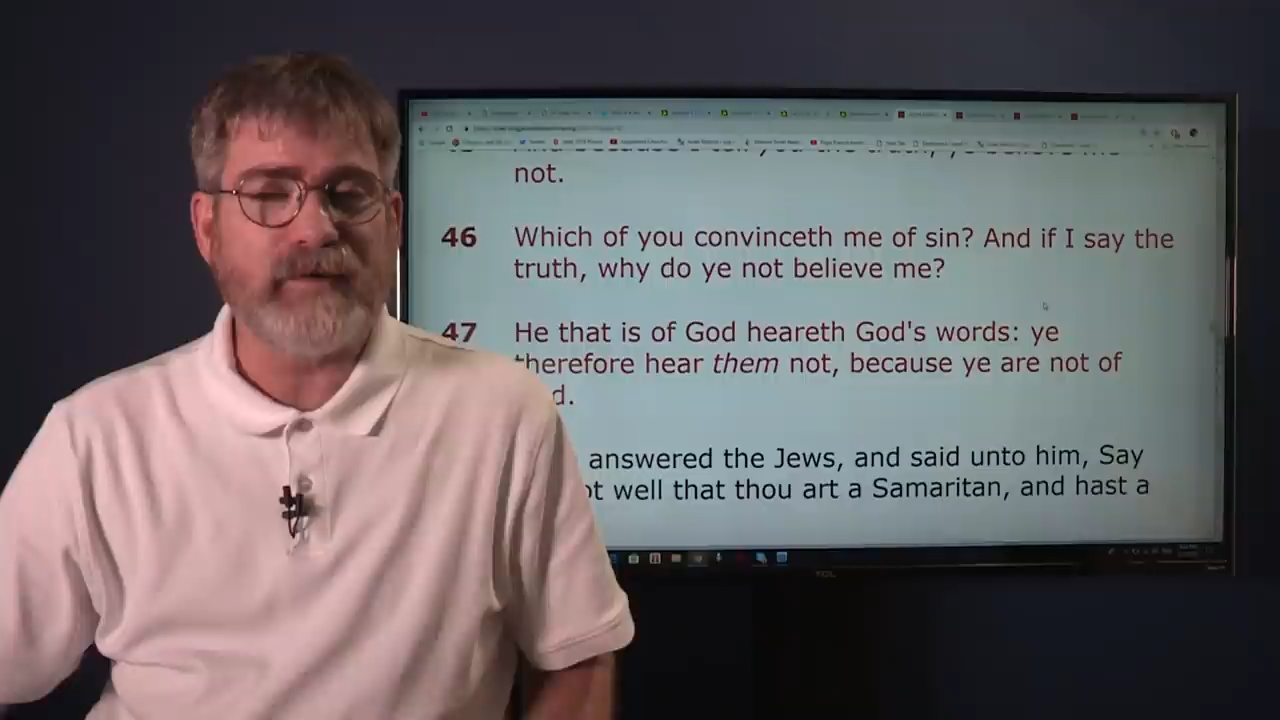 not.
46 Which of you convinceth me of sin? And if I say the
truth, why do ye not believe me?
47 He that is of God heareth God's words: ye
therefore hear them not, because ye are not of
d.
answered the Jews, and said unto him, Say
ot well that thou art a Samaritan, and hast a
TCL